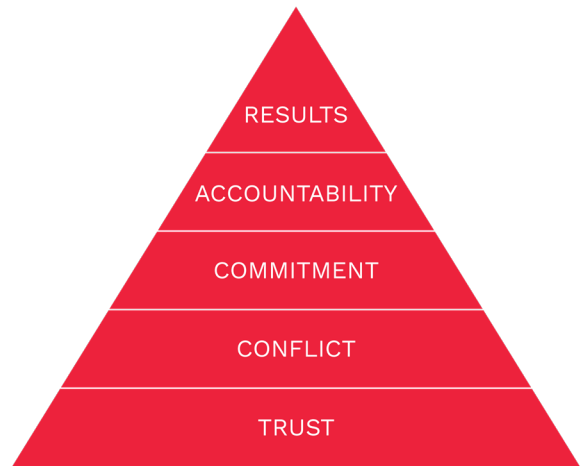 RESULTS
ACCOUNTABILITY
COMMITMENT
CONFLICT
TRUST